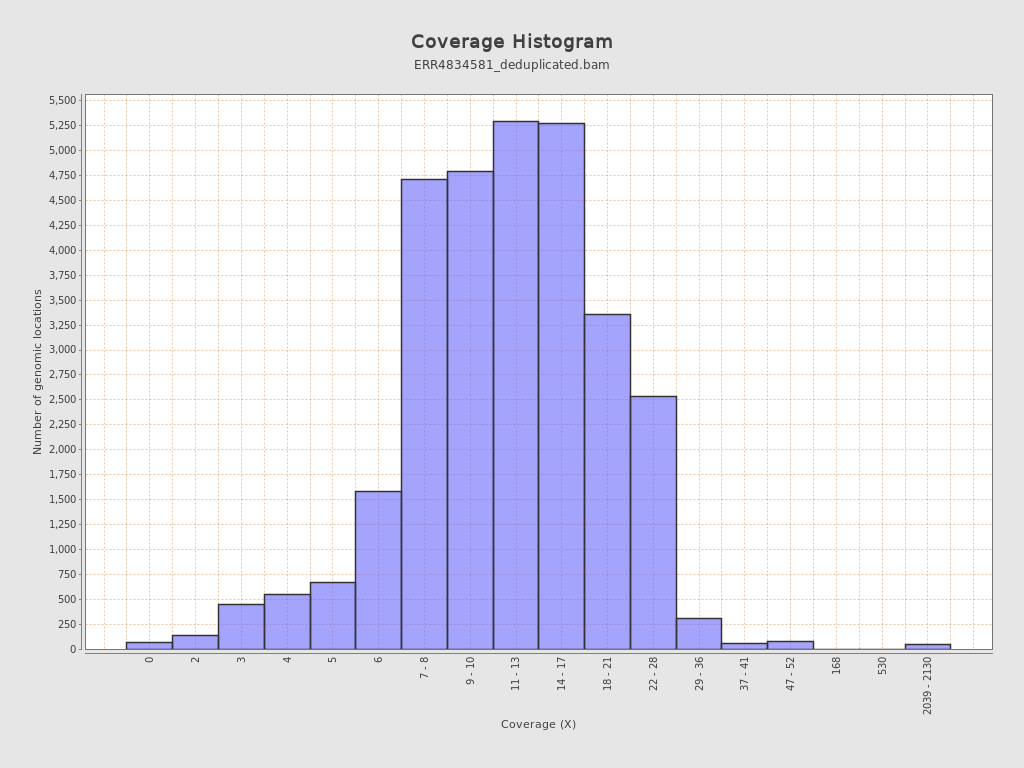 Coverage Histogram
ERR4834581_deduplicated.bam
Number of genomic locations
5,500
5,250
5,000
4,750
4,500
4,250
4,000
3,750
3,500
3,250
3,000
2,750
2,500
2,250
2,000
1,750
1,500
1,250
1,000
750
500
250
0
0
2
3
4
5
6
7 - 8
9 - 10
11 - 13
14 - 17
18 - 21
22 - 28
29 - 36
37 - 41
47 - 52
168
530
2039 - 2130
Coverage (X)